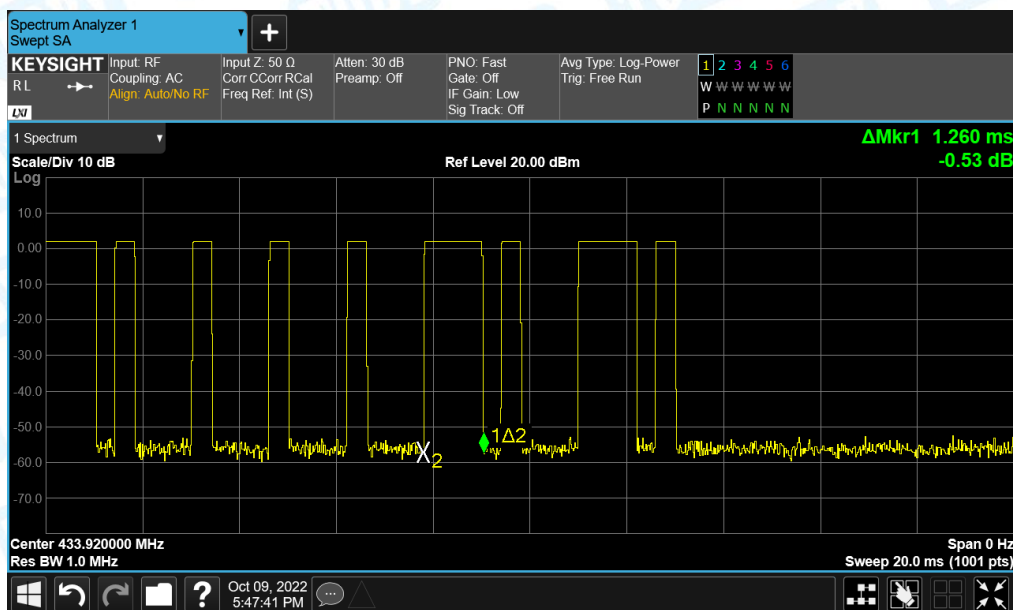 Spectrum Analyzer 1
Swept SA
+
KEYSIGHT
R L
LXI
Input: RF
Coupling: AC
Align: Auto/No RF
Input Z: 50 Ω
Corr CCorr RCal
Freq Ref: Int (S)
Atten: 30 dB
Preamp: Off
PNO: Fast
Gate: Off
IF Gain: Low
Sig Track: Off
Avg Type: Log-Power
Trig: Free Run
1 2 3 4 5 6
W W W W W W
P N N N N N
1 Spectrum
ΔMkr1 1.260 ms
Scale/Div 10 dB
Ref Level 20.00 dBm
-0.53 dB
Log
10.0
0.00
-10.0
-20.0
-30.0
-40.0
-50.0
-60.0
-70.0
1Δ2
X2
Center 433.920000 MHz
Span 0 Hz
Res BW 1.0 MHz
Sweep 20.0 ms (1001 pts)
?
Oct 09, 2022
5:47:41 PM